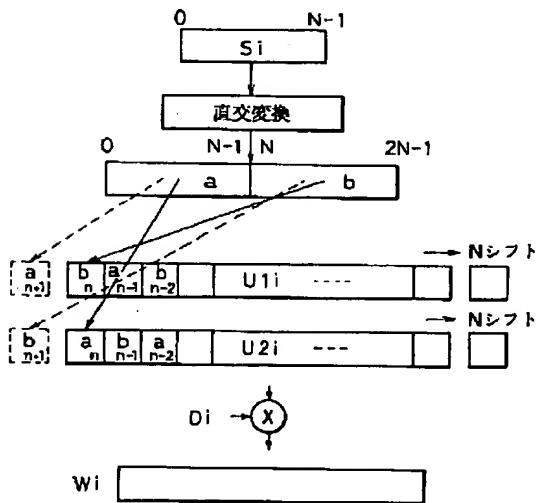 0 N-1
Si
直交変換
0 N-1 N 2N-1
a b
Nシフト
a n+1 b n a n-1 b n-2 U1i ----
Nシフト
b n+1 a n b n-1 a n-2 U2i ---
Di X
Wi